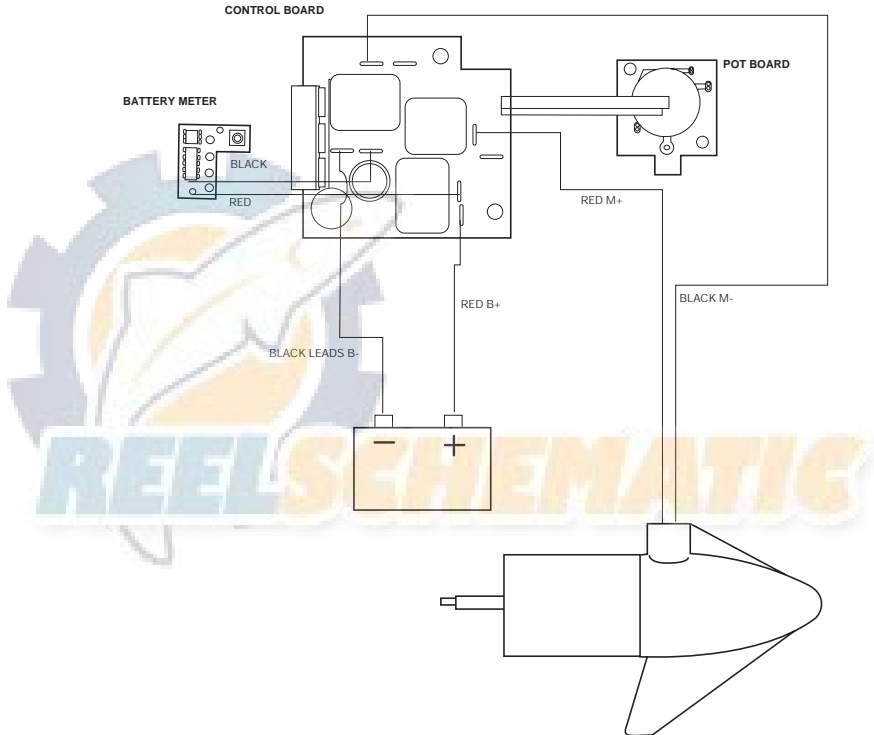 CONTROL BOARD
POT BOARD
BATTERY METER
BLACK
RED
RED M+
RED B+
BLACK M-
BLACK LEADS B-
− +
REELSCHEMATIC